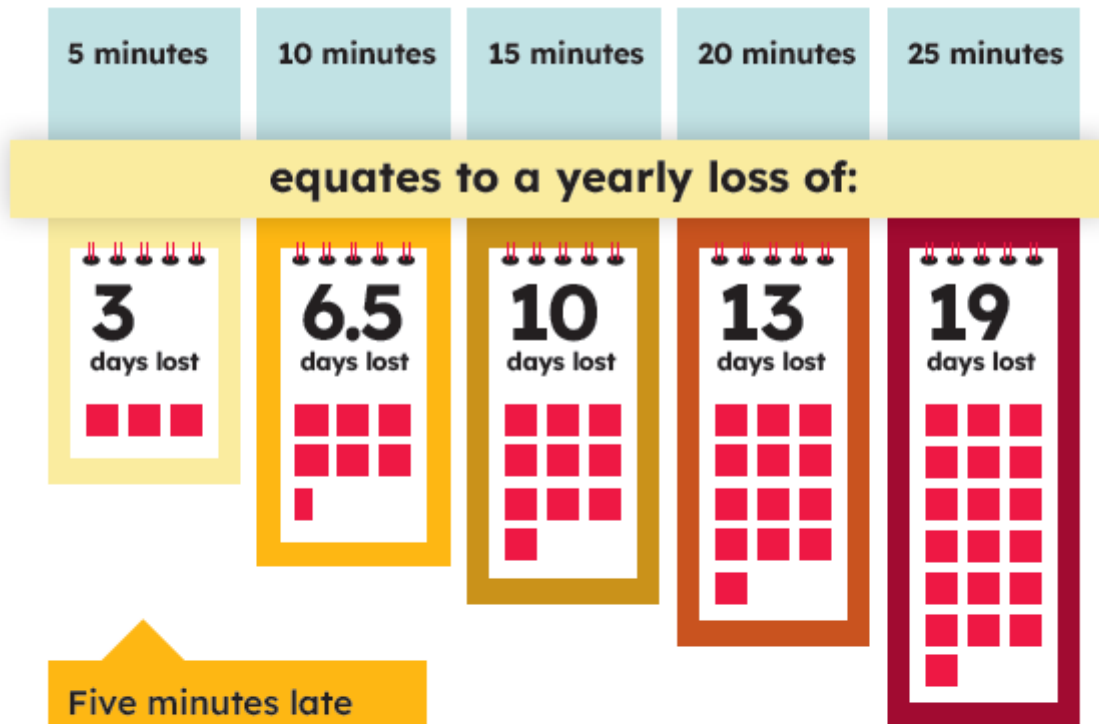 5 minutes
10 minutes
15 minutes
20 minutes
25 minutes
equates to a yearly loss of:
3
days lost
6.5
days lost
10
days lost
13
days lost
19
days lost
Five minutes late